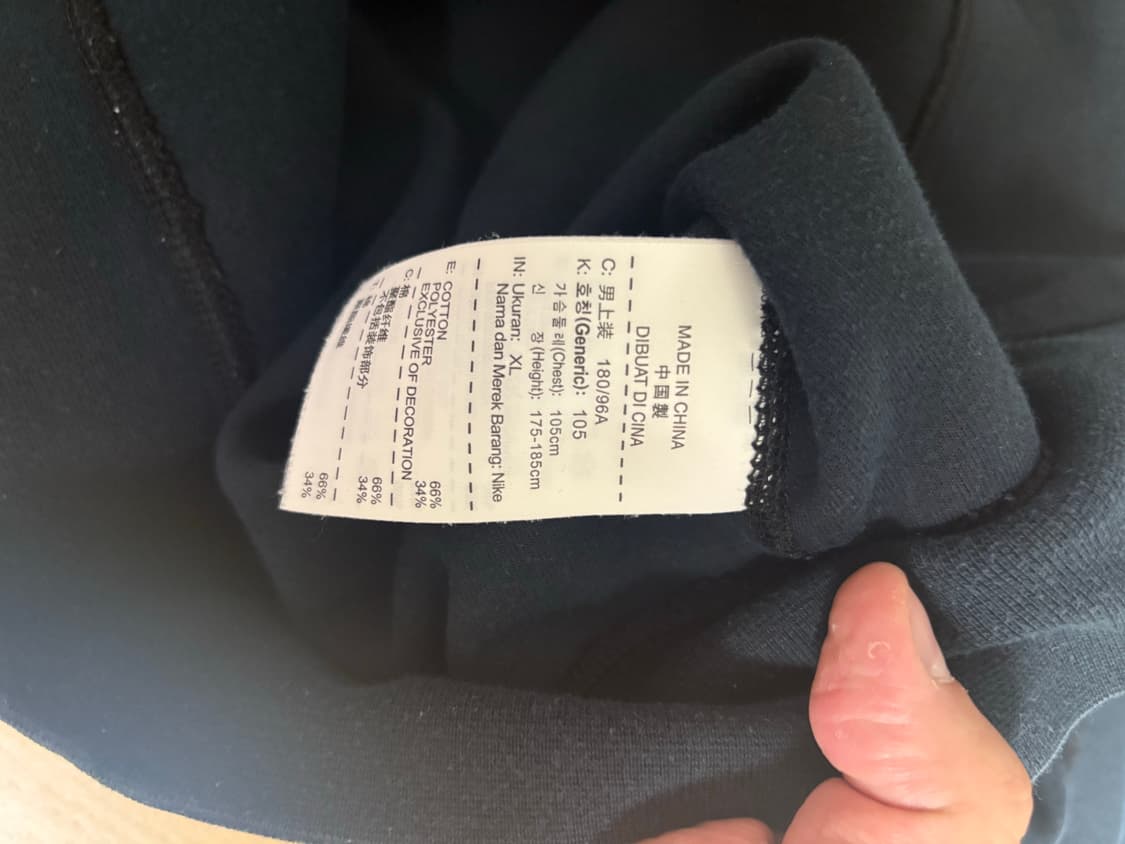 MADE IN CHINA
中国製
DIBUAT DI CINA
C: 男上装 180/96A
K: 호칭(Generic): 105
가슴둘레(Chest): 105cm
신 장(Height): 175-185cm
IN: Ukuran: XL
Nama dan Merek Barang: Nike
E: COTTON 66%
POLYESTER 34%
EXCLUSIVE OF DECORATION
C: 棉 66%
聚酯纤维 34%
不包括装饰部分
66%
34%